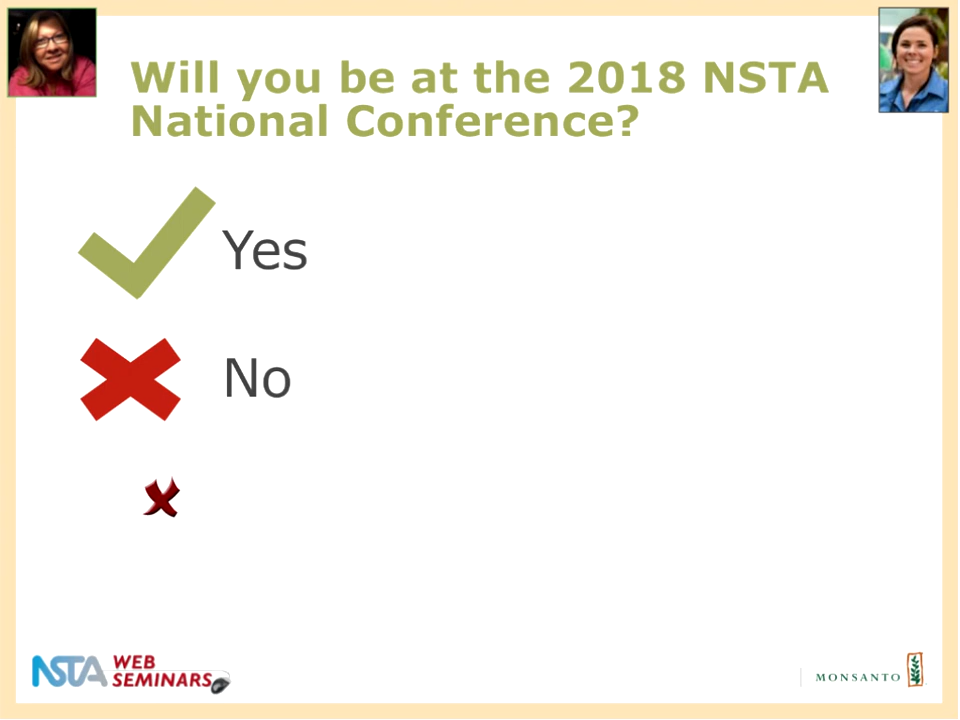 Will you be at the 2018 NSTA
National Conference?
Yes
No
NSTA WEB
SEMINARS
MONSANTO